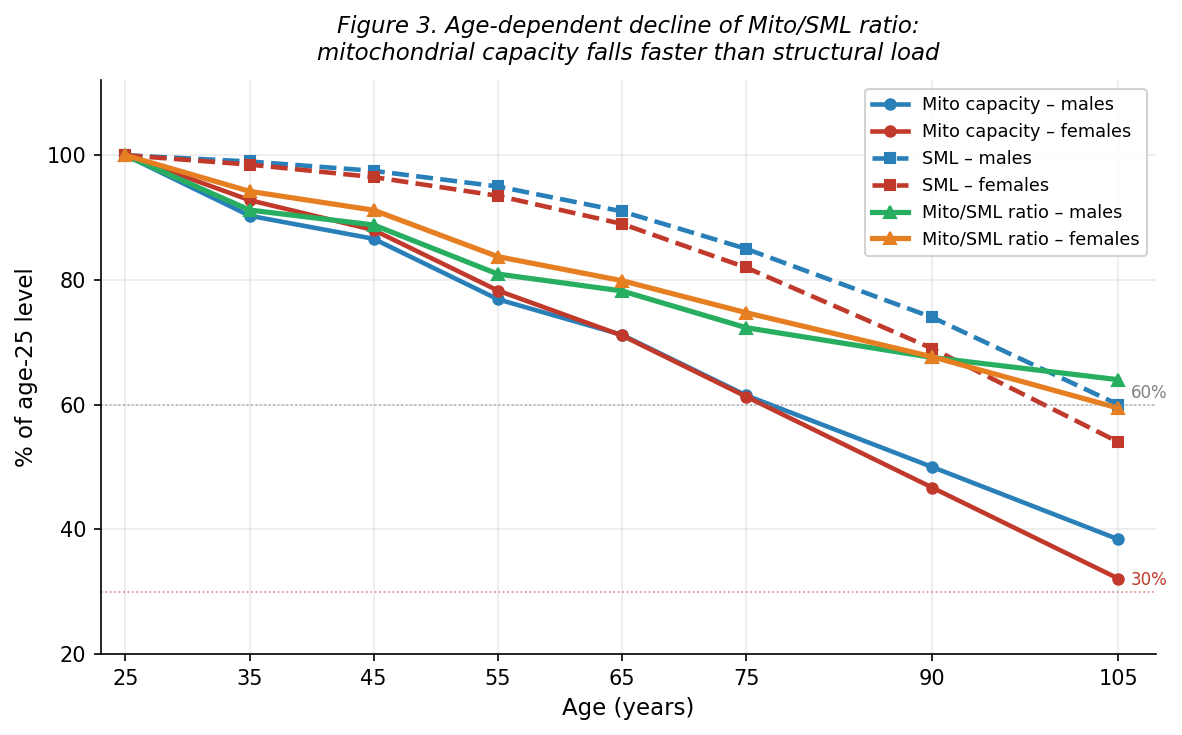 Figure 3. Age-dependent decline of Mito/SML ratio:
mitochondrial capacity falls faster than structural load
Mito capacity – males
Mito capacity – females
SML – males
SML – females
Mito/SML ratio – males
Mito/SML ratio – females
% of age-25 level
100
80
60
40
20
60%
30%
25 35 45 55 65 75 90 105
Age (years)